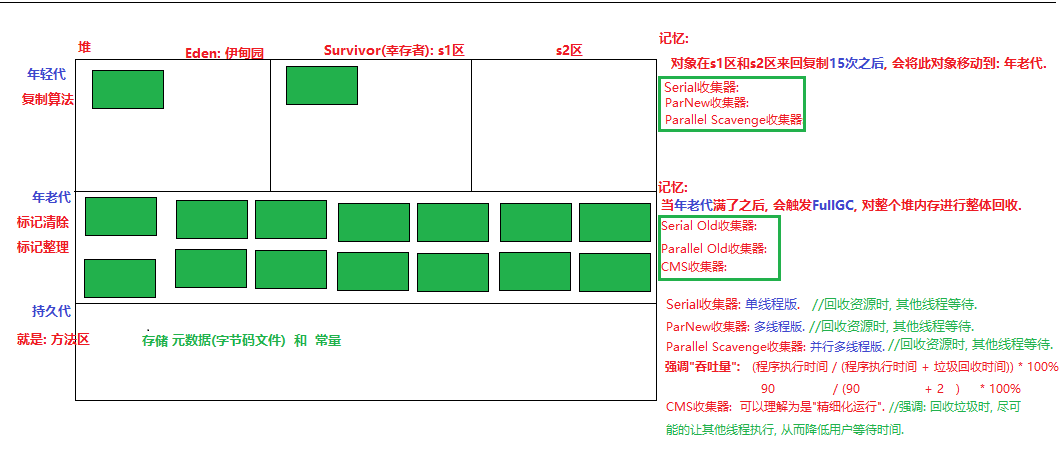 堆
Eden: 伊甸园
Survivor(幸存者): s1区
s2区
年轻代
复制算法
记忆:
对象在s1区和s2区来回复制15次之后, 会将此对象移动到: 年老代.
Serial收集器:
ParNew收集器:
Parallel Scavenge收集器
年老代
标记清除
标记整理
记忆:
当年老代满了之后, 会触发FullGC, 对整个堆内存进行整体回收.
Serial Old收集器:
Parallel Old收集器:
CMS收集器:
持久代
就是: 方法区
存储 元数据(字节码文件) 和 常量
Serial收集器: 单线程版. //回收资源时, 其他线程等待.
ParNew收集器: 多线程版. //回收资源时, 其他线程等待.
Parallel Scavenge收集器: 并行多线程版. //回收资源时, 其他线程等待.
强调"吞吐量": (程序执行时间 / (程序执行时间 + 垃圾回收时间)) * 100%
90 / (90 + 2 ) * 100%
CMS收集器: 可以理解为是"精细化运行". //强调: 回收垃圾时, 尽可
能的让其他线程执行, 从而降低用户等待时间.